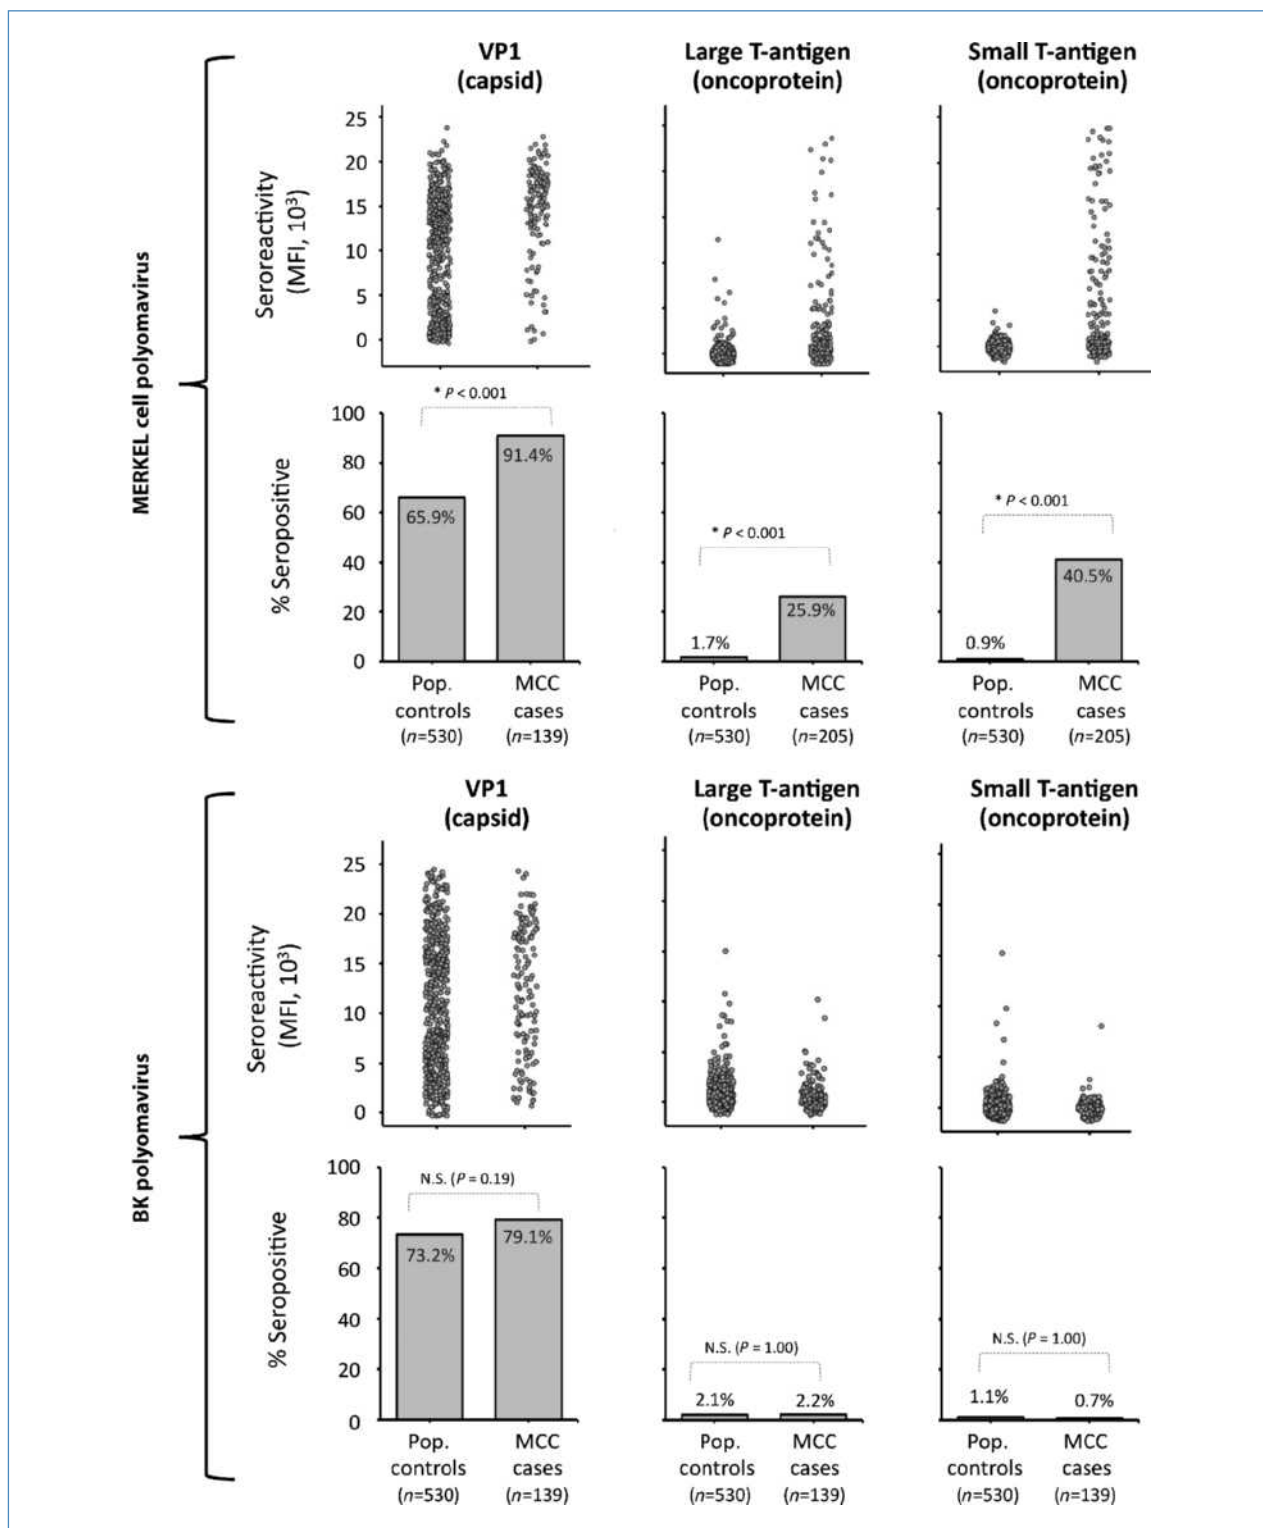 VP1
(capsid)
Large T-antigen
(oncoprotein)
Small T-antigen
(oncoprotein)
MERKEL cell polyomavirus
Seroreactivity
(MFI, 10³)
25
20
15
10
5
0
% Seropositive
100
80
60
40
20
0
* P < 0.001
65.9%
91.4%
* P < 0.001
1.7%
25.9%
* P < 0.001
0.9%
40.5%
Pop.
controls
(n=530)
MCC
cases
(n=139)
Pop.
controls
(n=530)
MCC
cases
(n=205)
Pop.
controls
(n=530)
MCC
cases
(n=205)
VP1
(capsid)
Large T-antigen
(oncoprotein)
Small T-antigen
(oncoprotein)
BK polyomavirus
Seroreactivity
(MFI, 10³)
25
20
15
10
5
0
% Seropositive
100
80
60
40
20
0
N.S. (P = 0.19)
73.2%
79.1%
N.S. (P = 1.00)
2.1%
2.2%
N.S. (P = 1.00)
1.1%
0.7%
Pop.
controls
(n=530)
MCC
cases
(n=139)
Pop.
controls
(n=530)
MCC
cases
(n=139)
Pop.
controls
(n=530)
MCC
cases
(n=139)